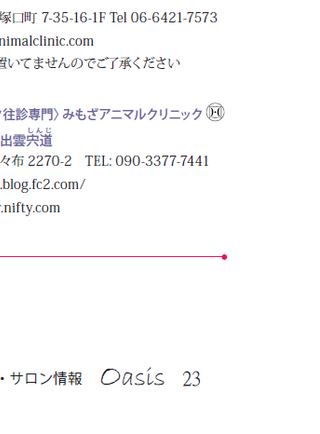 塚口町 7-35-16-1F Tel 06-6421-7573
nimalclinic.com
置いてませんのでご了承ください
往診専門〉みもざアニマルクリニック
しんじ
出雲宍道
々布 2270-2 TEL: 090-3377-7441
.blog.fc2.com/
.nifty.com
・サロン情報 Oasis 23